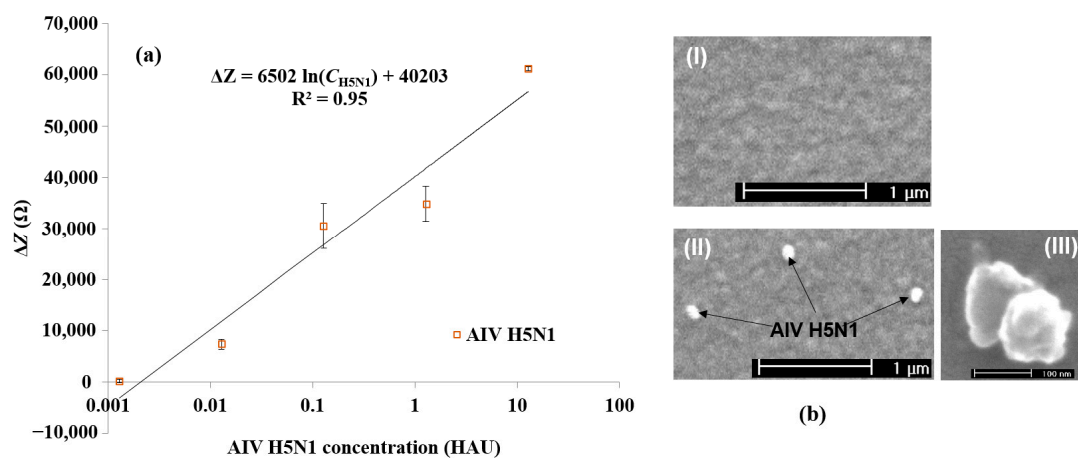 70,000
60,000
50,000
40,000
30,000
20,000
10,000
0
−10,000
ΔZ (Ω)
(a)
ΔZ = 6502 ln(C_H5N1) + 40203
R² = 0.95
AIV H5N1
0.001
0.01
0.1
1
10
100
AIV H5N1 concentration (HAU)
(I)
1 µm
(II)
AIV H5N1
1 µm
(III)
100 nm
(b)